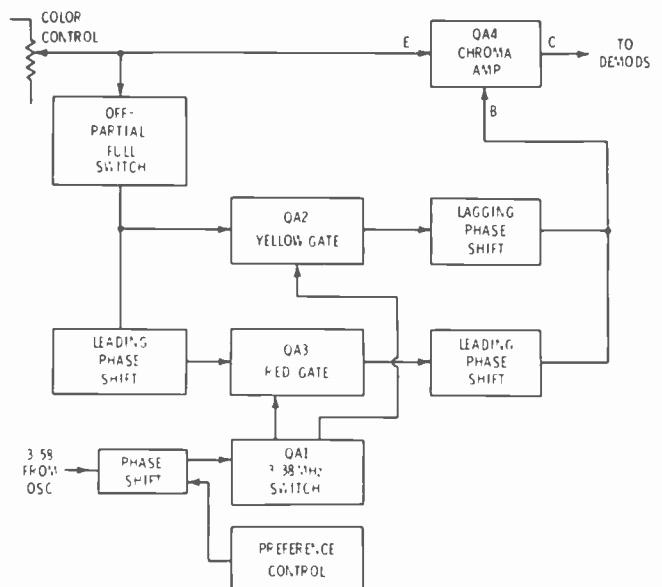 COLOR
CONTROL
E
QA4
CHROMA
AMP
C
TO
DEMODS
B
OFF-
PARTIAL
FULL
SWITCH
QA2
YELLOW GATE
LAGGING
PHASE
SHIFT
LEADING
PHASE
SHIFT
QA3
RED GATE
LEADING
PHASE
SHIFT
3.58
FROM
OSC
PHASE
SHIFT
QA1
3.38MHz
SWITCH
PREFERENCE
CONTROL